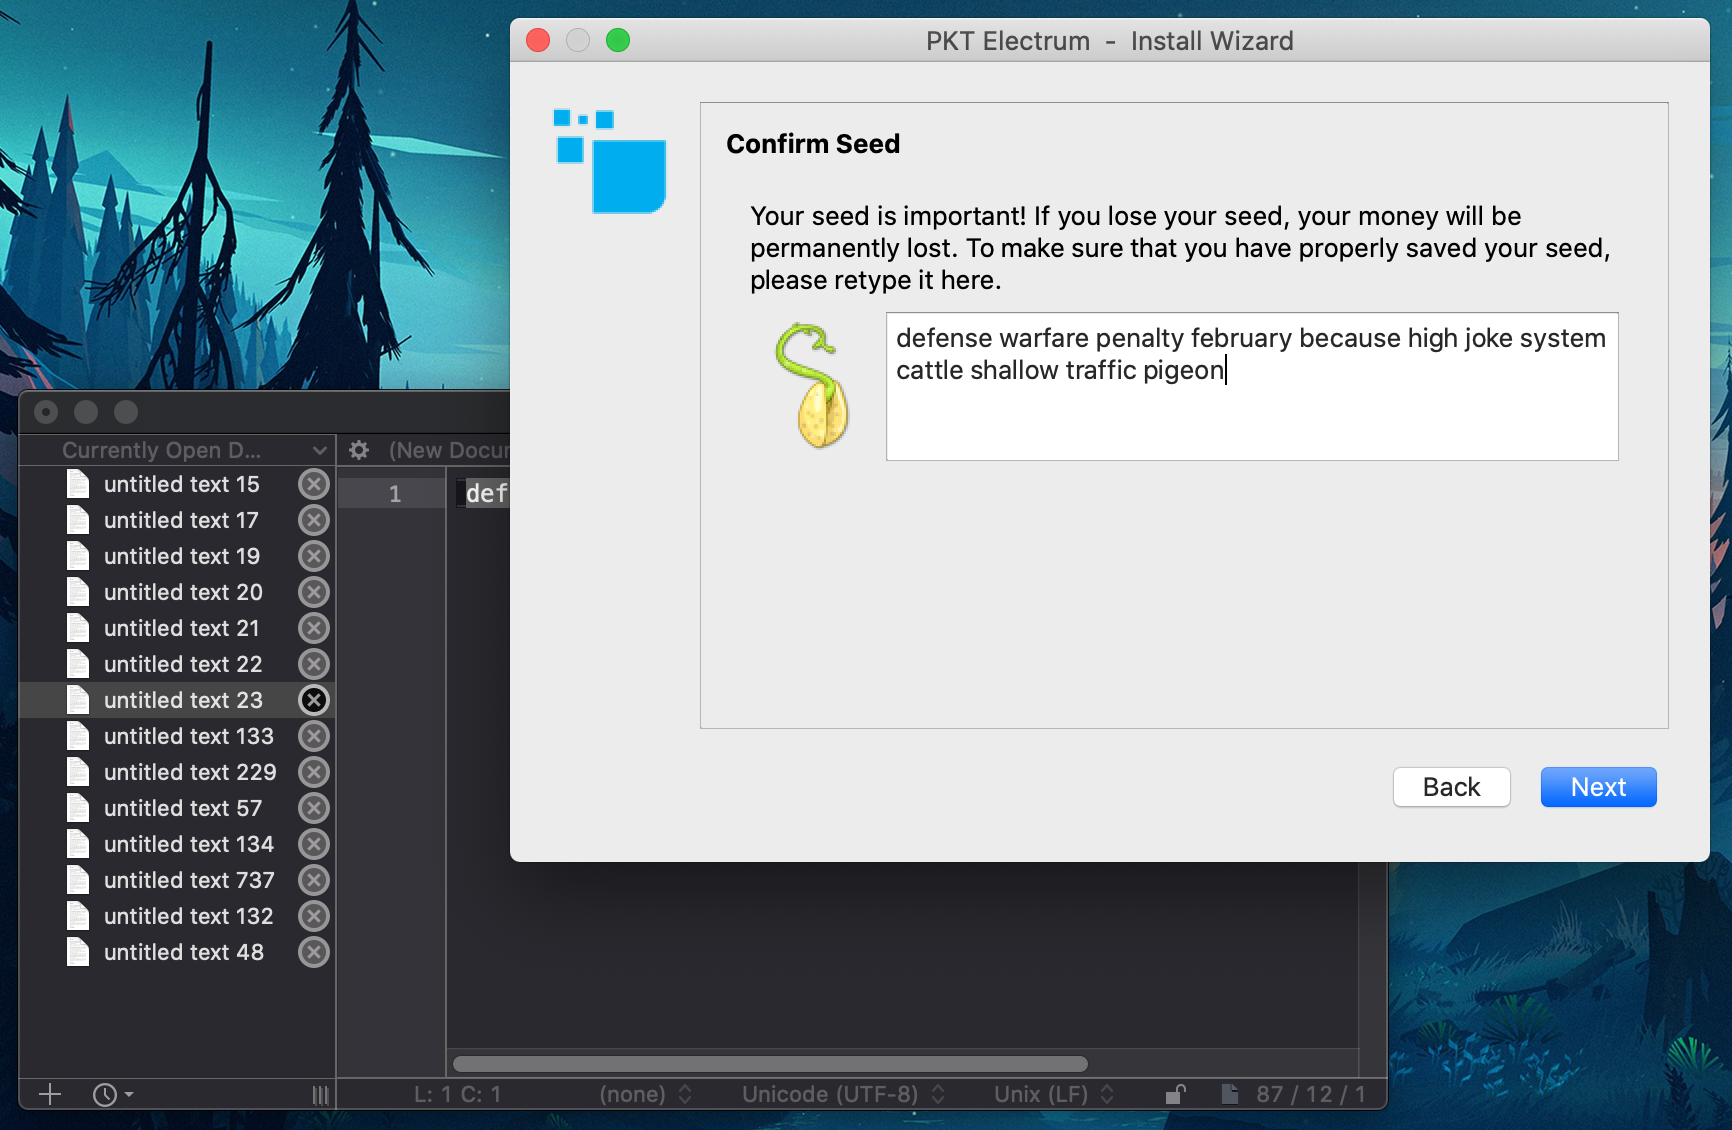 PKT Electrum - Install Wizard
Confirm Seed
Your seed is important! If you lose your seed, your money will be
permanently lost. To make sure that you have properly saved your seed,
please retype it here.
defense warfare penalty february because high joke system
cattle shallow traffic pigeon
Back
Next
Currently Open D...
(New Docu
untitled text 15
untitled text 17
untitled text 19
untitled text 20
untitled text 21
untitled text 22
untitled text 23
untitled text 133
untitled text 229
untitled text 57
untitled text 134
untitled text 737
untitled text 132
untitled text 48
1
def
L: 1 C: 1
(none)
Unicode (UTF-8)
Unix (LF)
87 / 12 / 1